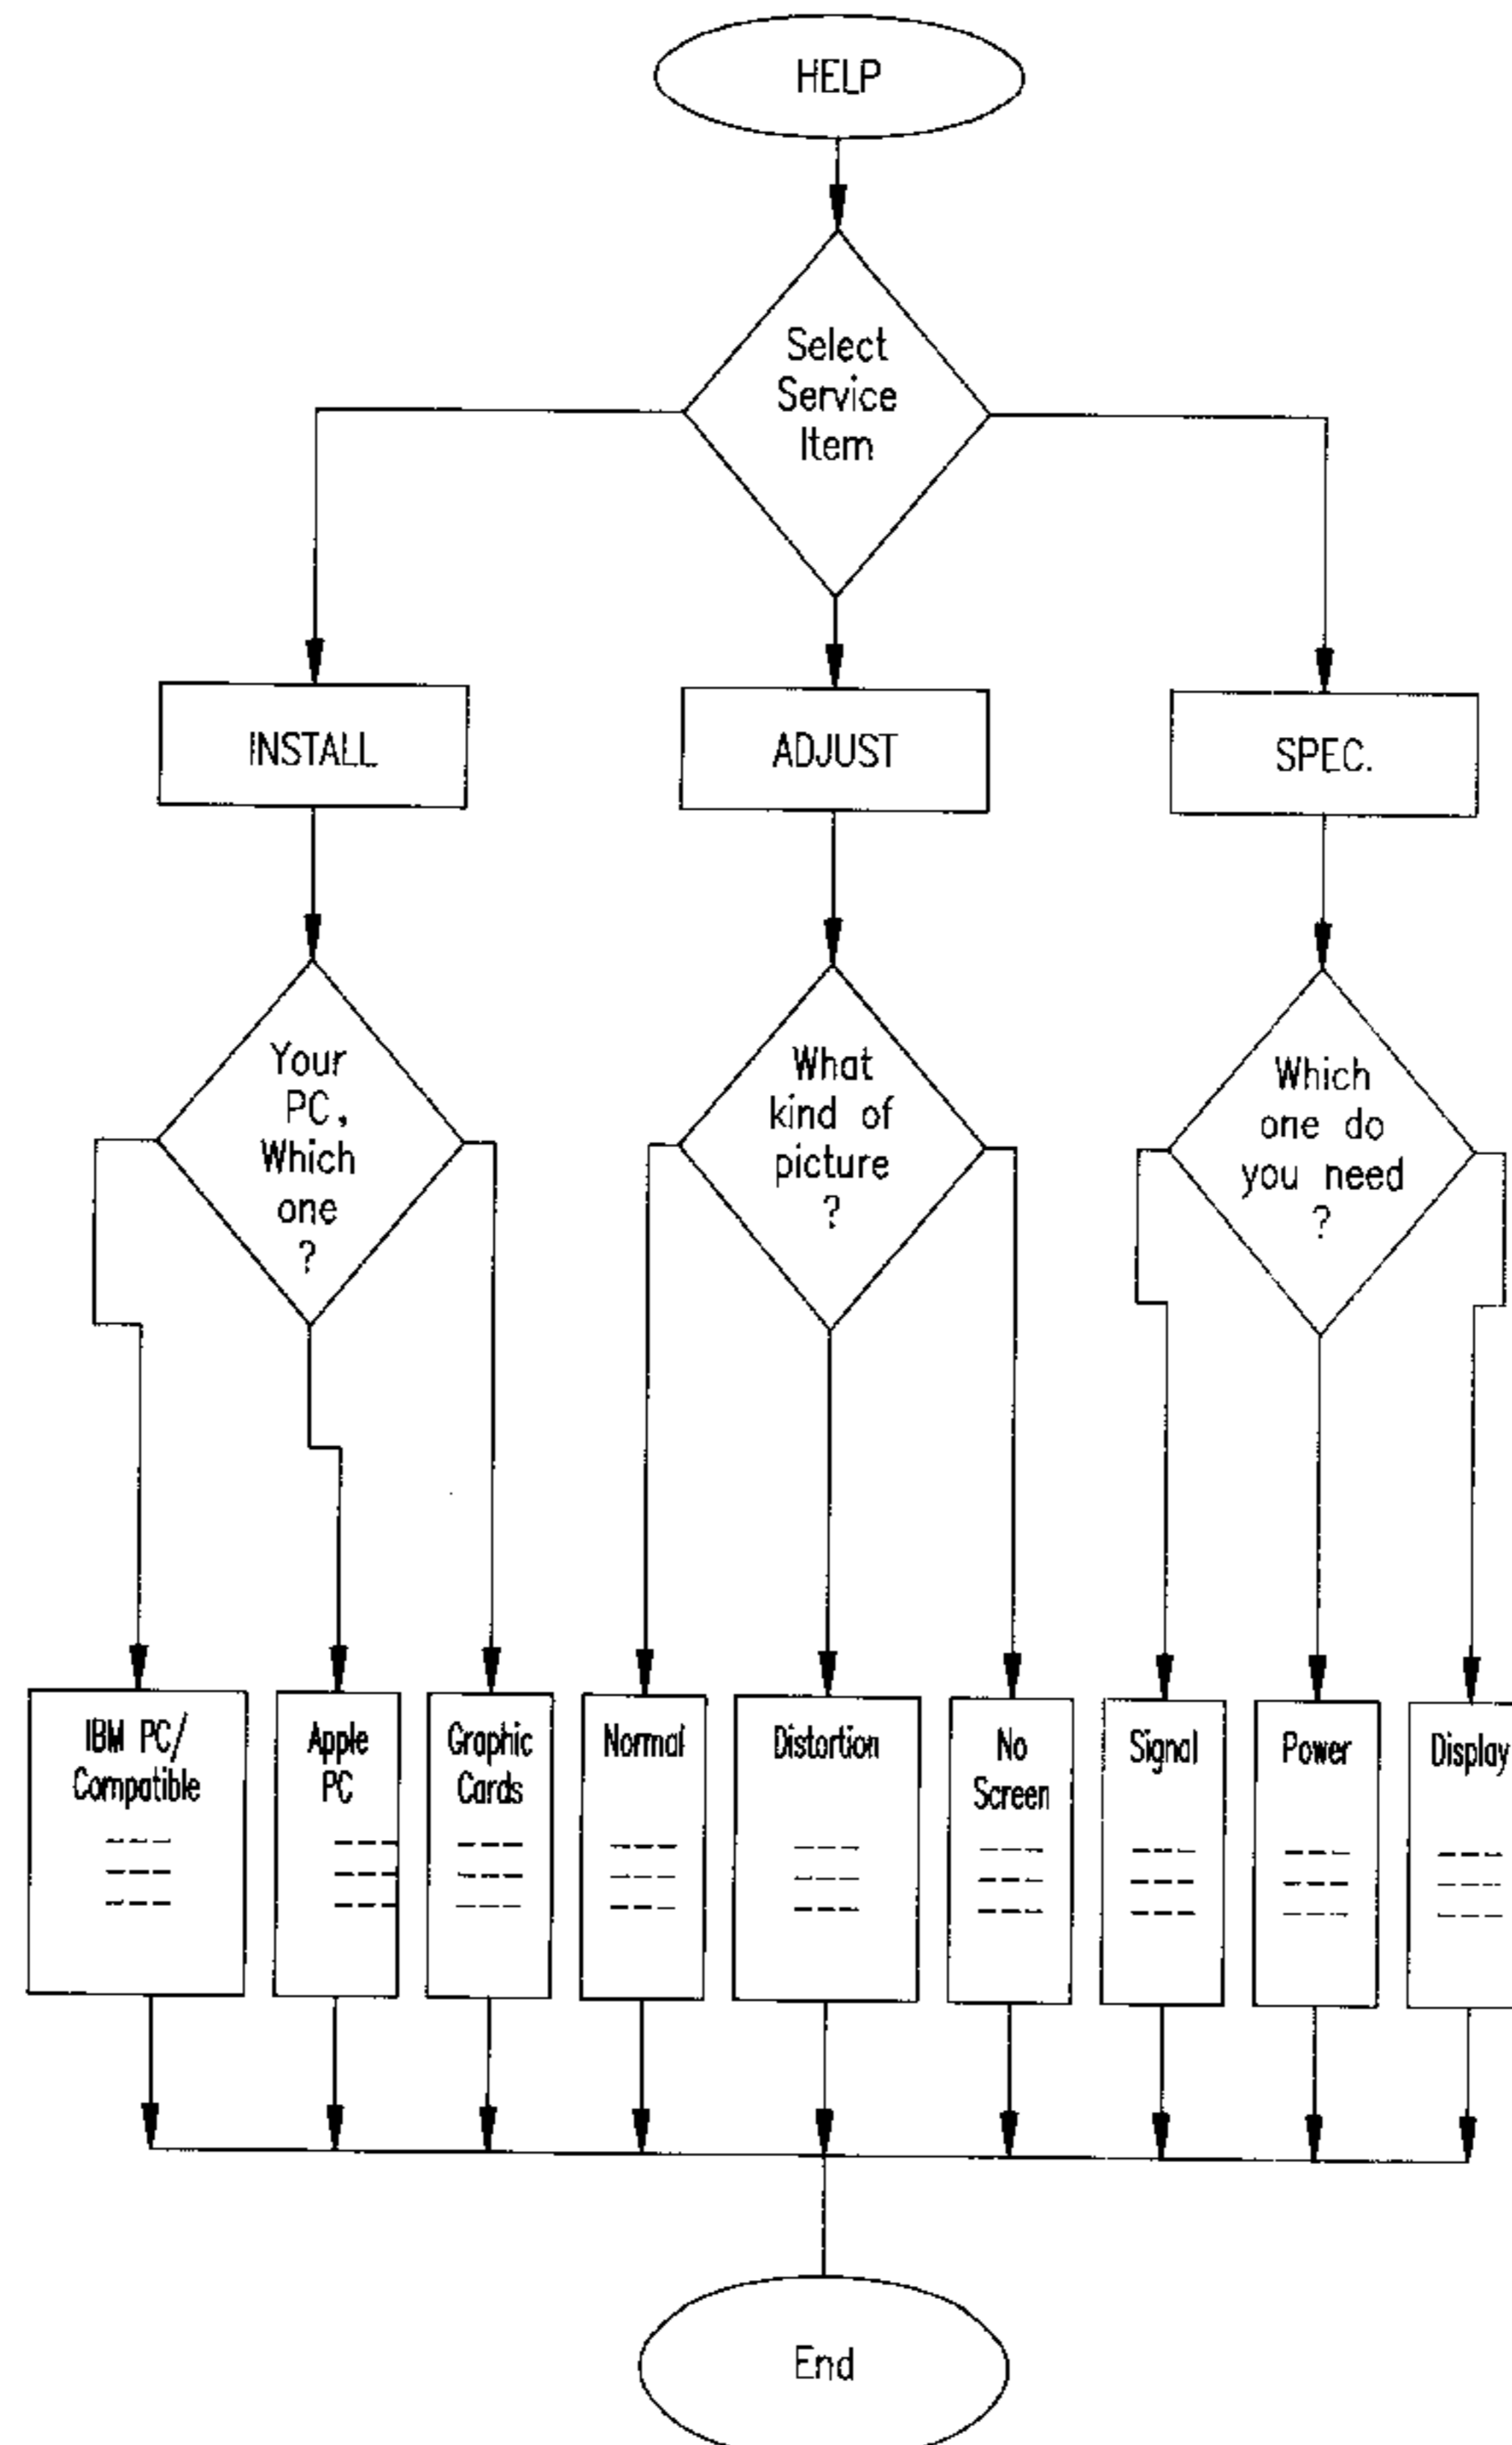 HELP
Select
Service
Item
INSTALL
ADJUST
SPEC.
Your
PC,
Which
one
?
What
kind of
picture
?
Which
one do
you need
?
IBM PC/
Compatible
Apple
PC
Graphic
Cards
Normal
Distortion
No
Screen
Signal
Power
Display
End